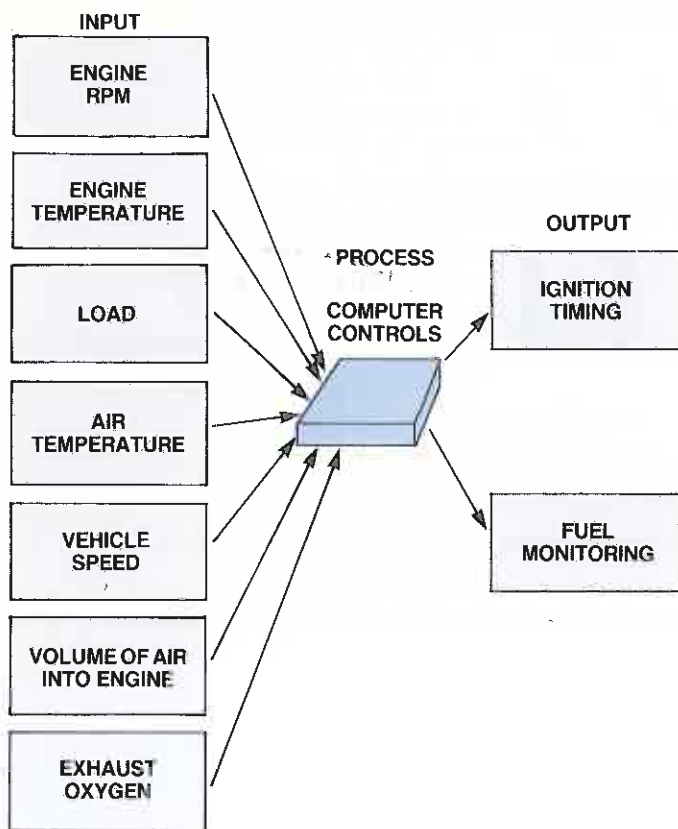 INPUT
ENGINE
RPM
ENGINE
TEMPERATURE
LOAD
AIR
TEMPERATURE
VEHICLE
SPEED
VOLUME OF AIR
INTO ENGINE
EXHAUST
OXYGEN
PROCESS
COMPUTER
CONTROLS
OUTPUT
IGNITION
TIMING
FUEL
MONITORING